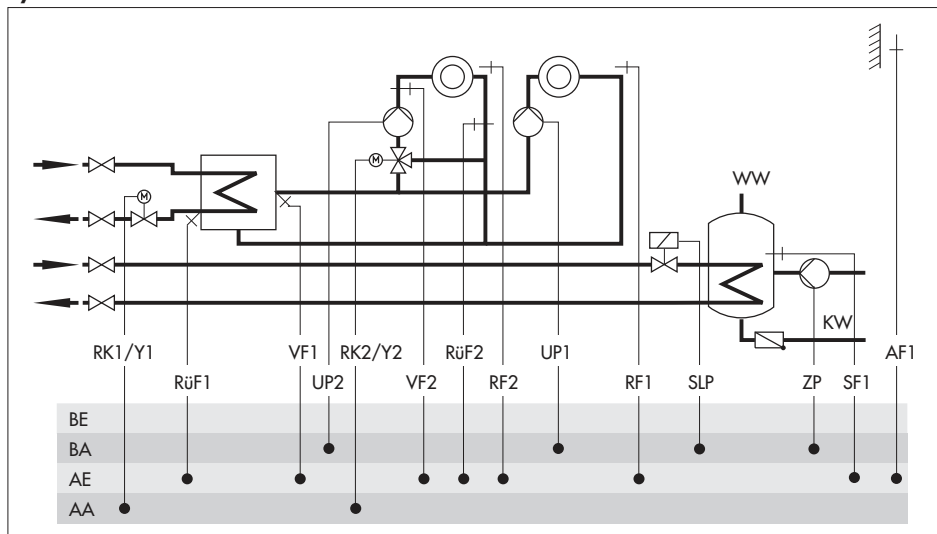 M
WW
M
M
KW
RK1/Y1 VF1 RK2/Y2 RüF2 UP1 AF1
RüF1 UP2 VF2 RF2 RF1 SLP ZP SF1
BE
BA
AE
AA